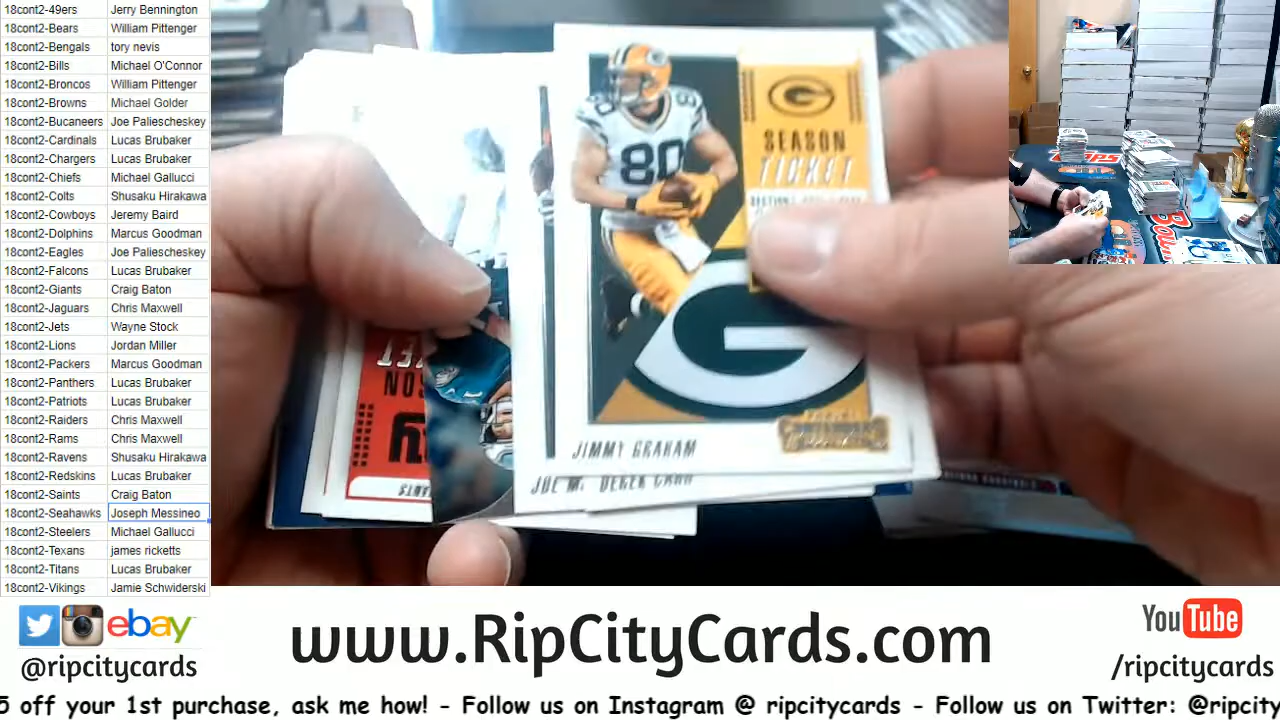 18cont2-49ers Jerry Bennington
18cont2-Bears William Pittenger
18cont2-Bengals tory nevis
18cont2-Bills Michael O'Connor
18cont2-Broncos William Pittenger
18cont2-Browns Michael Golder
18cont2-Bucaneers Joe Paliescheskey
18cont2-Cardinals Lucas Brubaker
18cont2-Chargers Lucas Brubaker
18cont2-Chiefs Michael Gallucci
18cont2-Colts Shusaku Hirakawa
18cont2-Cowboys Jeremy Baird
18cont2-Dolphins Marcus Goodman
18cont2-Eagles Joe Paliescheskey
18cont2-Falcons Lucas Brubaker
18cont2-Giants Craig Baton
18cont2-Jaguars Chris Maxwell
18cont2-Jets Wayne Stock
18cont2-Lions Jordan Miller
18cont2-Packers Marcus Goodman
18cont2-Panthers Lucas Brubaker
18cont2-Patriots Lucas Brubaker
18cont2-Raiders Chris Maxwell
18cont2-Rams Chris Maxwell
18cont2-Ravens Shusaku Hirakawa
18cont2-Redskins Lucas Brubaker
18cont2-Saints Craig Baton
18cont2-Seahawks Joseph Messineo
18cont2-Steelers Michael Gallucci
18cont2-Texans james ricketts
18cont2-Titans Lucas Brubaker
18cont2-Vikings Jamie Schwiderski
80
80
G
SEASON
TICKET
G
JIMMY GRAHAM
JOE M. DEREK CARR
ebay
@ripcitycards
www.RipCityCards.com
YouTube
/ripcitycards
5 off your 1st purchase, ask me how! - Follow us on Instagram @ ripcitycards - Follow us on Twitter: @ripcity